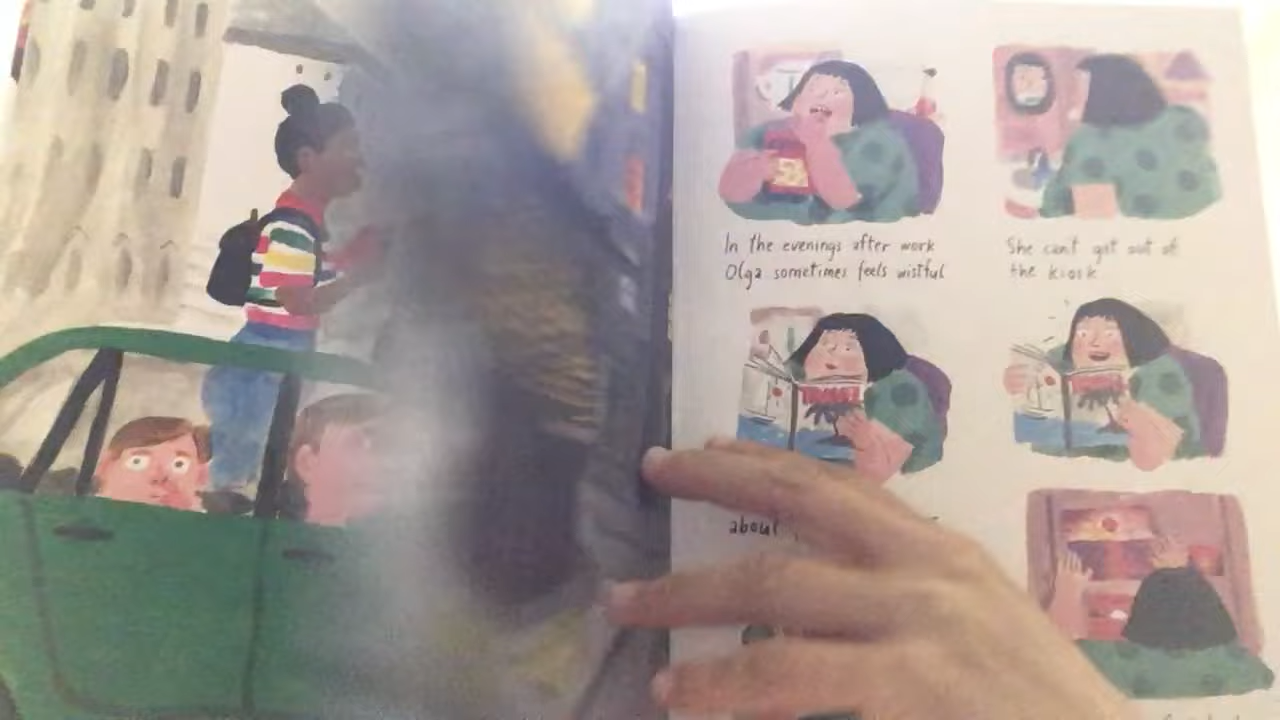 In the evenings after work
Olga sometimes feels wistful
She can't get out of
the kiosk
about